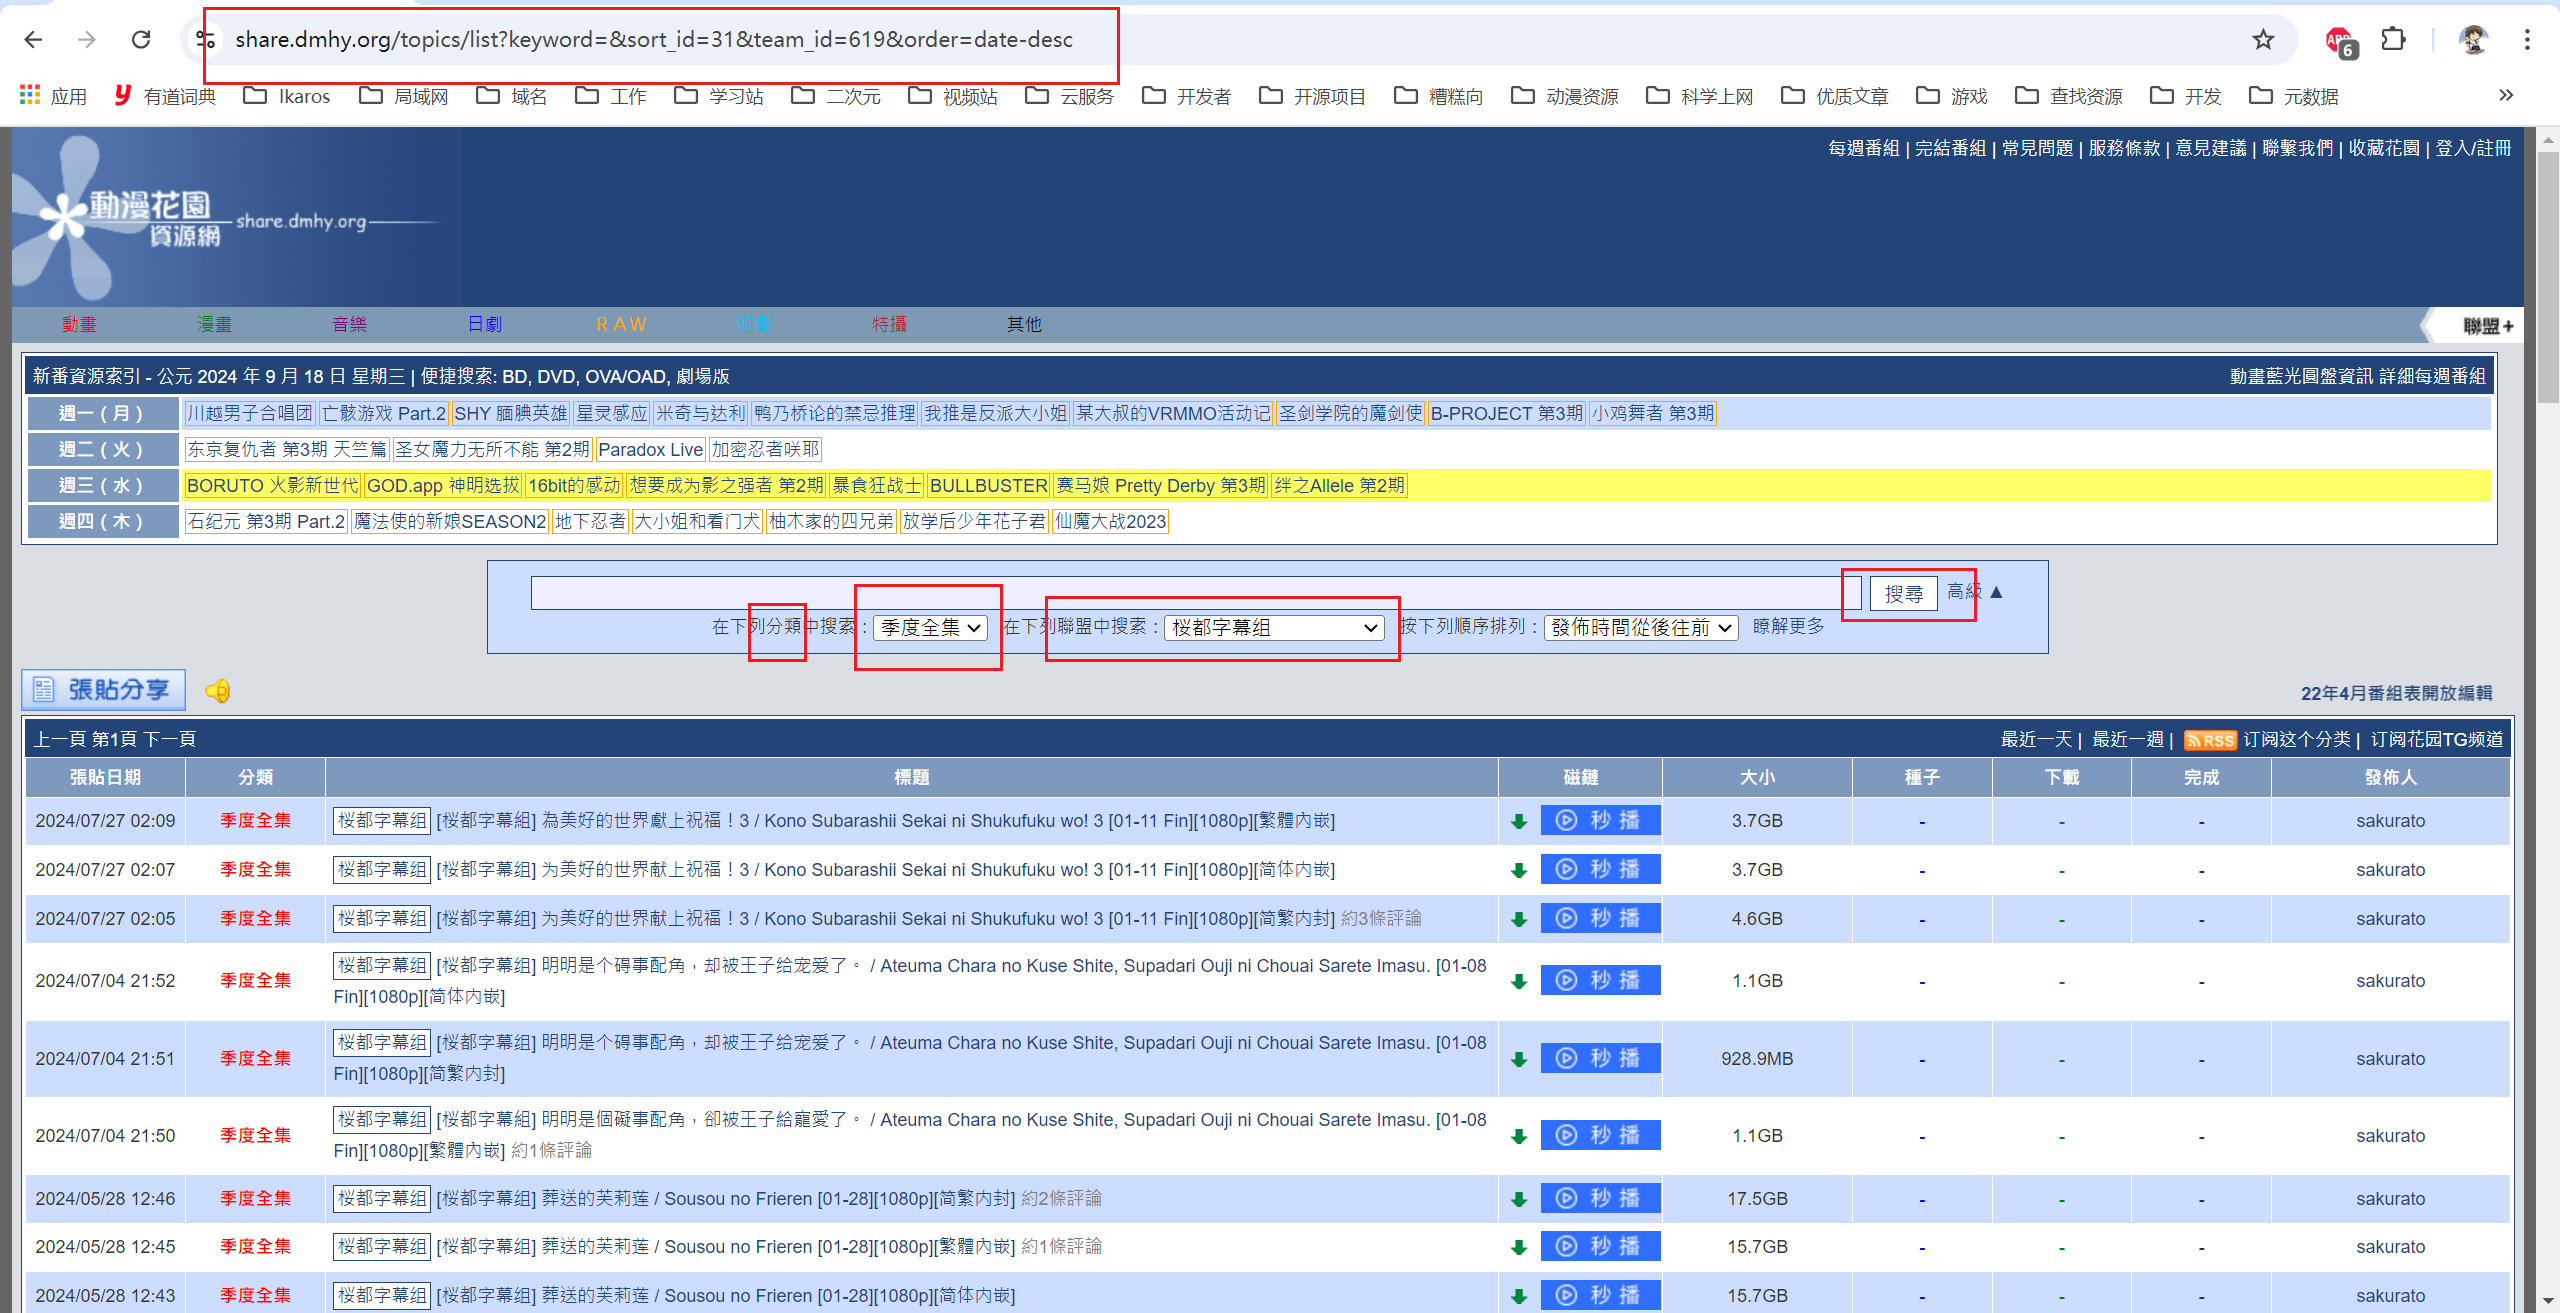 share.dmhy.org/topics/list?keyword=&sort_id=31&team_id=619&order=date-desc
6
应用 有道词典 Ikaros 局域网 域名 工作 学习站 二次元 视频站 云服务 开发者 开源项目 糟糕向 动漫资源 科学上网 优质文章 游戏 查找资源 开发 元数据 »
每週番組 | 完結番組 | 常見問題 | 服務條款 | 意見建議 | 聯繫我們 | 收藏花園 | 登入/註冊
動漫花園
資源網
share.dmhy.org
動畫 漫畫 音樂 日劇 RAW 遊戲 特攝 其他 聯盟+
新番資源索引 - 公元 2024 年 9 月 18 日 星期三 | 便捷搜索: BD, DVD, OVA/OAD, 劇場版 動畫藍光圓盤資訊 詳細每週番組
週一 ( 月 ) 川越男子合唱团 亡骸游戏 Part.2 SHY 腼腆英雄 星灵感应 米奇与达利 鸭乃桥论的禁忌推理 我推是反派大小姐 某大叔的VRMMO活动记 圣剑学院的魔剑使 B-PROJECT 第3期 小鸡舞者 第3期
週二 ( 火 ) 东京复仇者 第3期 天竺篇 圣女魔力无所不能 第2期 Paradox Live 加密忍者咲耶
週三 ( 水 ) BORUTO 火影新世代 GOD.app 神明选拔 16bit的感动 想要成为影之强者 第2期 暴食狂战士 BULLBUSTER 赛马娘 Pretty Derby 第3期 绊之Allele 第2期
週四 ( 木 ) 石纪元 第3期 Part.2 魔法使的新娘SEASON2 地下忍者 大小姐和看门犬 柚木家的四兄弟 放学后少年花子君 仙魔大战2023
搜尋 高級 ▲
在下列分類中搜索 : 季度全集 在下列聯盟中搜索 : 桜都字幕组 按下列順序排列 : 發佈時間從後往前 瞭解更多
張貼分享 22年4月番組表開放編輯
上一頁 第1頁 下一頁 最近一天 | 最近一週 | RSS 订阅这个分类 | 订阅花园TG频道
張貼日期 分類 標題 磁鏈 大小 種子 下載 完成 發佈人
2024/07/27 02:09 季度全集 桜都字幕组 [桜都字幕組] 為美好的世界獻上祝福！3 / Kono Subarashii Sekai ni Shukufuku wo! 3 [01-11 Fin][1080p][繁體內嵌] 秒播 3.7GB - - - sakurato
2024/07/27 02:07 季度全集 桜都字幕组 [桜都字幕组] 为美好的世界献上祝福！3 / Kono Subarashii Sekai ni Shukufuku wo! 3 [01-11 Fin][1080p][简体内嵌] 秒播 3.7GB - - - sakurato
2024/07/27 02:05 季度全集 桜都字幕组 [桜都字幕组] 为美好的世界献上祝福！3 / Kono Subarashii Sekai ni Shukufuku wo! 3 [01-11 Fin][1080p][简繁内封] 約3條評論 秒播 4.6GB - - - sakurato
2024/07/04 21:52 季度全集 桜都字幕组 [桜都字幕组] 明明是个碍事配角，却被王子给宠爱了。 / Ateuma Chara no Kuse Shite, Supadari Ouji ni Chouai Sarete Imasu. [01-08
Fin][1080p][简体内嵌] 秒播 1.1GB - - - sakurato
2024/07/04 21:51 季度全集 桜都字幕组 [桜都字幕组] 明明是个碍事配角，却被王子给宠爱了。 / Ateuma Chara no Kuse Shite, Supadari Ouji ni Chouai Sarete Imasu. [01-08
Fin][1080p][简繁内封] 秒播 928.9MB - - - sakurato
2024/07/04 21:50 季度全集 桜都字幕组 [桜都字幕組] 明明是個礙事配角，卻被王子給寵愛了。 / Ateuma Chara no Kuse Shite, Supadari Ouji ni Chouai Sarete Imasu. [01-08
Fin][1080p][繁體內嵌] 約1條評論 秒播 1.1GB - - - sakurato
2024/05/28 12:46 季度全集 桜都字幕组 [桜都字幕组] 葬送的芙莉莲 / Sousou no Frieren [01-28][1080p][简繁内封] 約2條評論 秒播 17.5GB - - - sakurato
2024/05/28 12:45 季度全集 桜都字幕组 [桜都字幕組] 葬送的芙莉莲 / Sousou no Frieren [01-28][1080p][繁體內嵌] 約1條評論 秒播 15.7GB - - - sakurato
2024/05/28 12:43 季度全集 桜都字幕组 [桜都字幕组] 葬送的芙莉莲 / Sousou no Frieren [01-28][1080p][简体内嵌] 秒播 15.7GB - - - sakurato